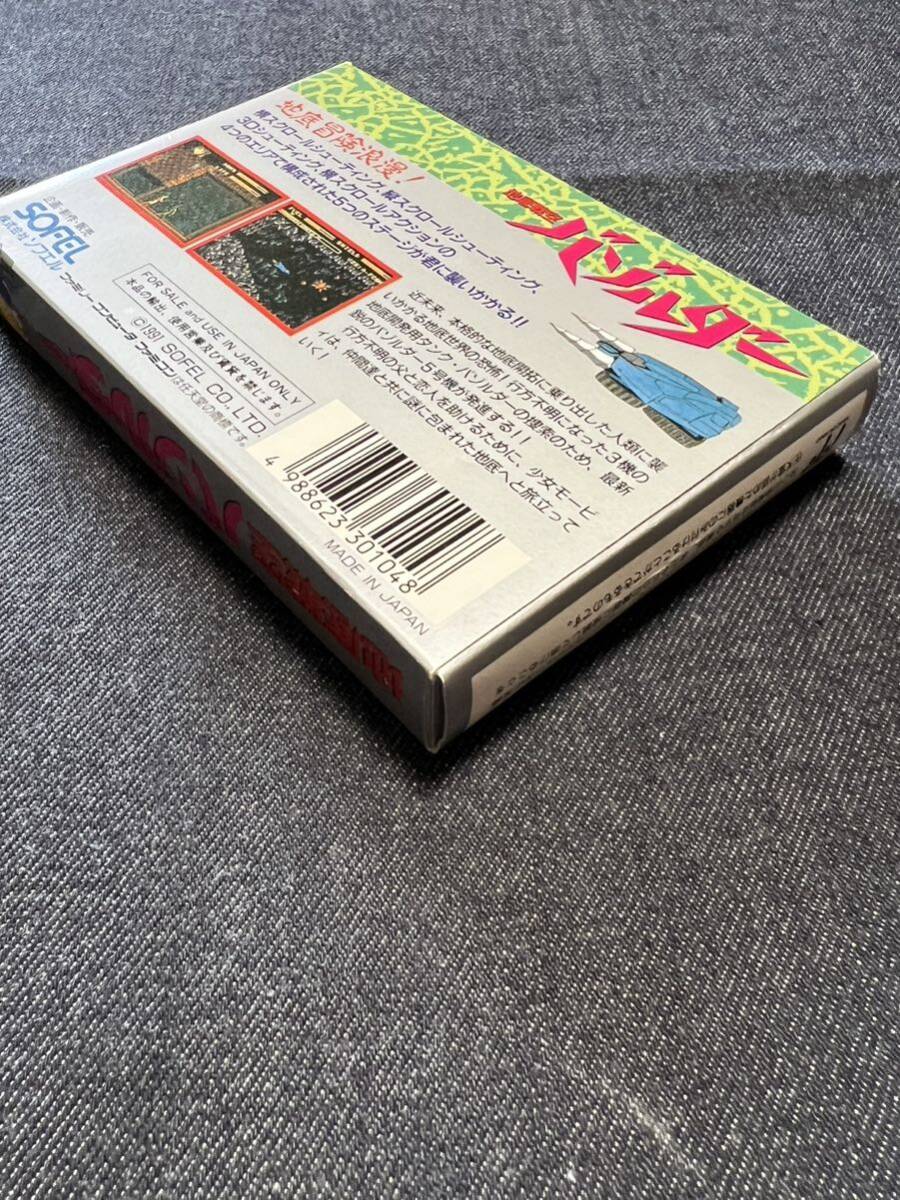 地底戦空
バゾルダー
地底冒険浪漫！
横スクロールシューティング、縦スクロールシューティング、
3Dシューティング、横スクロールアクションの
4つのエリアで構成された5つのステージが君に襲いかかる!!
近未来、本格的な地底開拓に乗り出した人類に襲
いかかる地底世界の恐怖！行方不明になった3機の
地底開発用タンク・バゾルダーの捜索のため、最新
鋭のバゾルダー5号機が発進する!!
行方不明の父と恋人を助けるために、少女モービ
イは、仲間達と共に謎に包まれた地底へと旅立って
いく！
企画・制作・販売
SOFEL
株式会社ソフエル
FOR SALE and USE IN JAPAN ONLY
本品の輸出、使用営業及び賃貸を禁じます。
ファミリーコンピュータ ファミコンは任天堂の商標です。
©1991 SOFEL CO., LTD.
4 988623 301048
MADE IN JAPAN